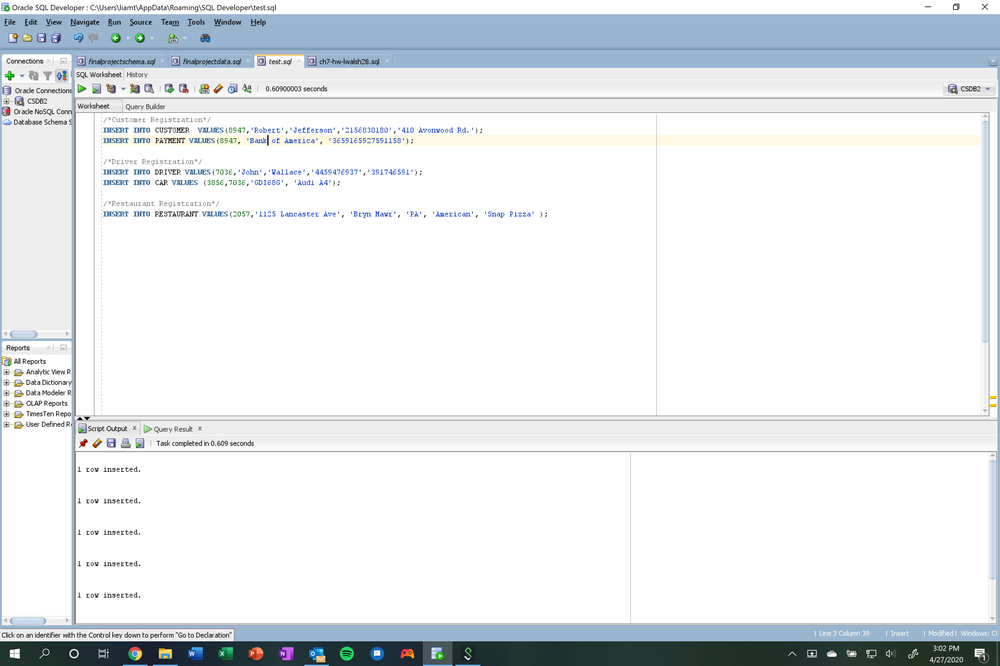 Oracle SQL Developer : C:\Users\liamt\AppData\Roaming\SQL Developer\test.sql
File Edit View Navigate Run Source Team Tools Window Help
Connections
finalprojectschema.sql
finalprojectdata.sql
test.sql
ch7-hw-lwalsh28.sql
SQL Worksheet History
0.60900003 seconds
CSDB2
Oracle Connections
CSDB2
Oracle NoSQL Conn
Database Schema S
Worksheet Query Builder
/*Customer Registration*/
INSERT INTO CUSTOMER  VALUES(8947,'Robert','Jefferson','2156830180','410 Avonwood Rd.');
INSERT INTO PAYMENT VALUES(8947, 'Bank of America', '3659165927591158');
/*Driver Registration*/
INSERT INTO DRIVER VALUES(7036,'John','Wallace','4459476937','391746591');
INSERT INTO CAR VALUES (3856,7036,'GDI68G', 'Audi A4');
/*Restaurant Registration*/
INSERT INTO RESTAURANT VALUES(2057,'1125 Lancaster Ave', 'Bryn Mawr', 'PA', 'American', 'Snap Pizza' );
Reports
All Reports
Analytic View R
Data Dictionary
Data Modeler R
OLAP Reports
TimesTen Repo
User Defined Re
Script Output x Query Result x
Task completed in 0.609 seconds
1 row inserted.
1 row inserted.
1 row inserted.
1 row inserted.
1 row inserted.
Click on an identifier with the Control key down to perform "Go to Declaration"
| Line 3 Column 39 | Insert | Modified | Windows: Cl
3:02 PM
4/27/2020
1